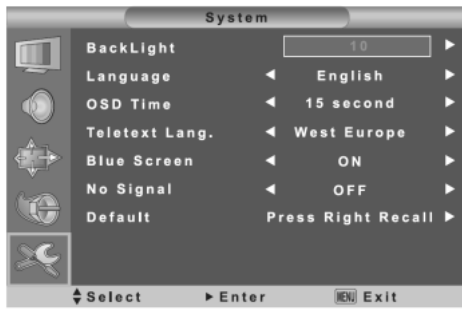 System
BackLight 10
Language English
OSD Time 15 second
Teletext Lang. West Europe
Blue Screen ON
No Signal OFF
Default Press Right Recall
Select Enter MENU Exit